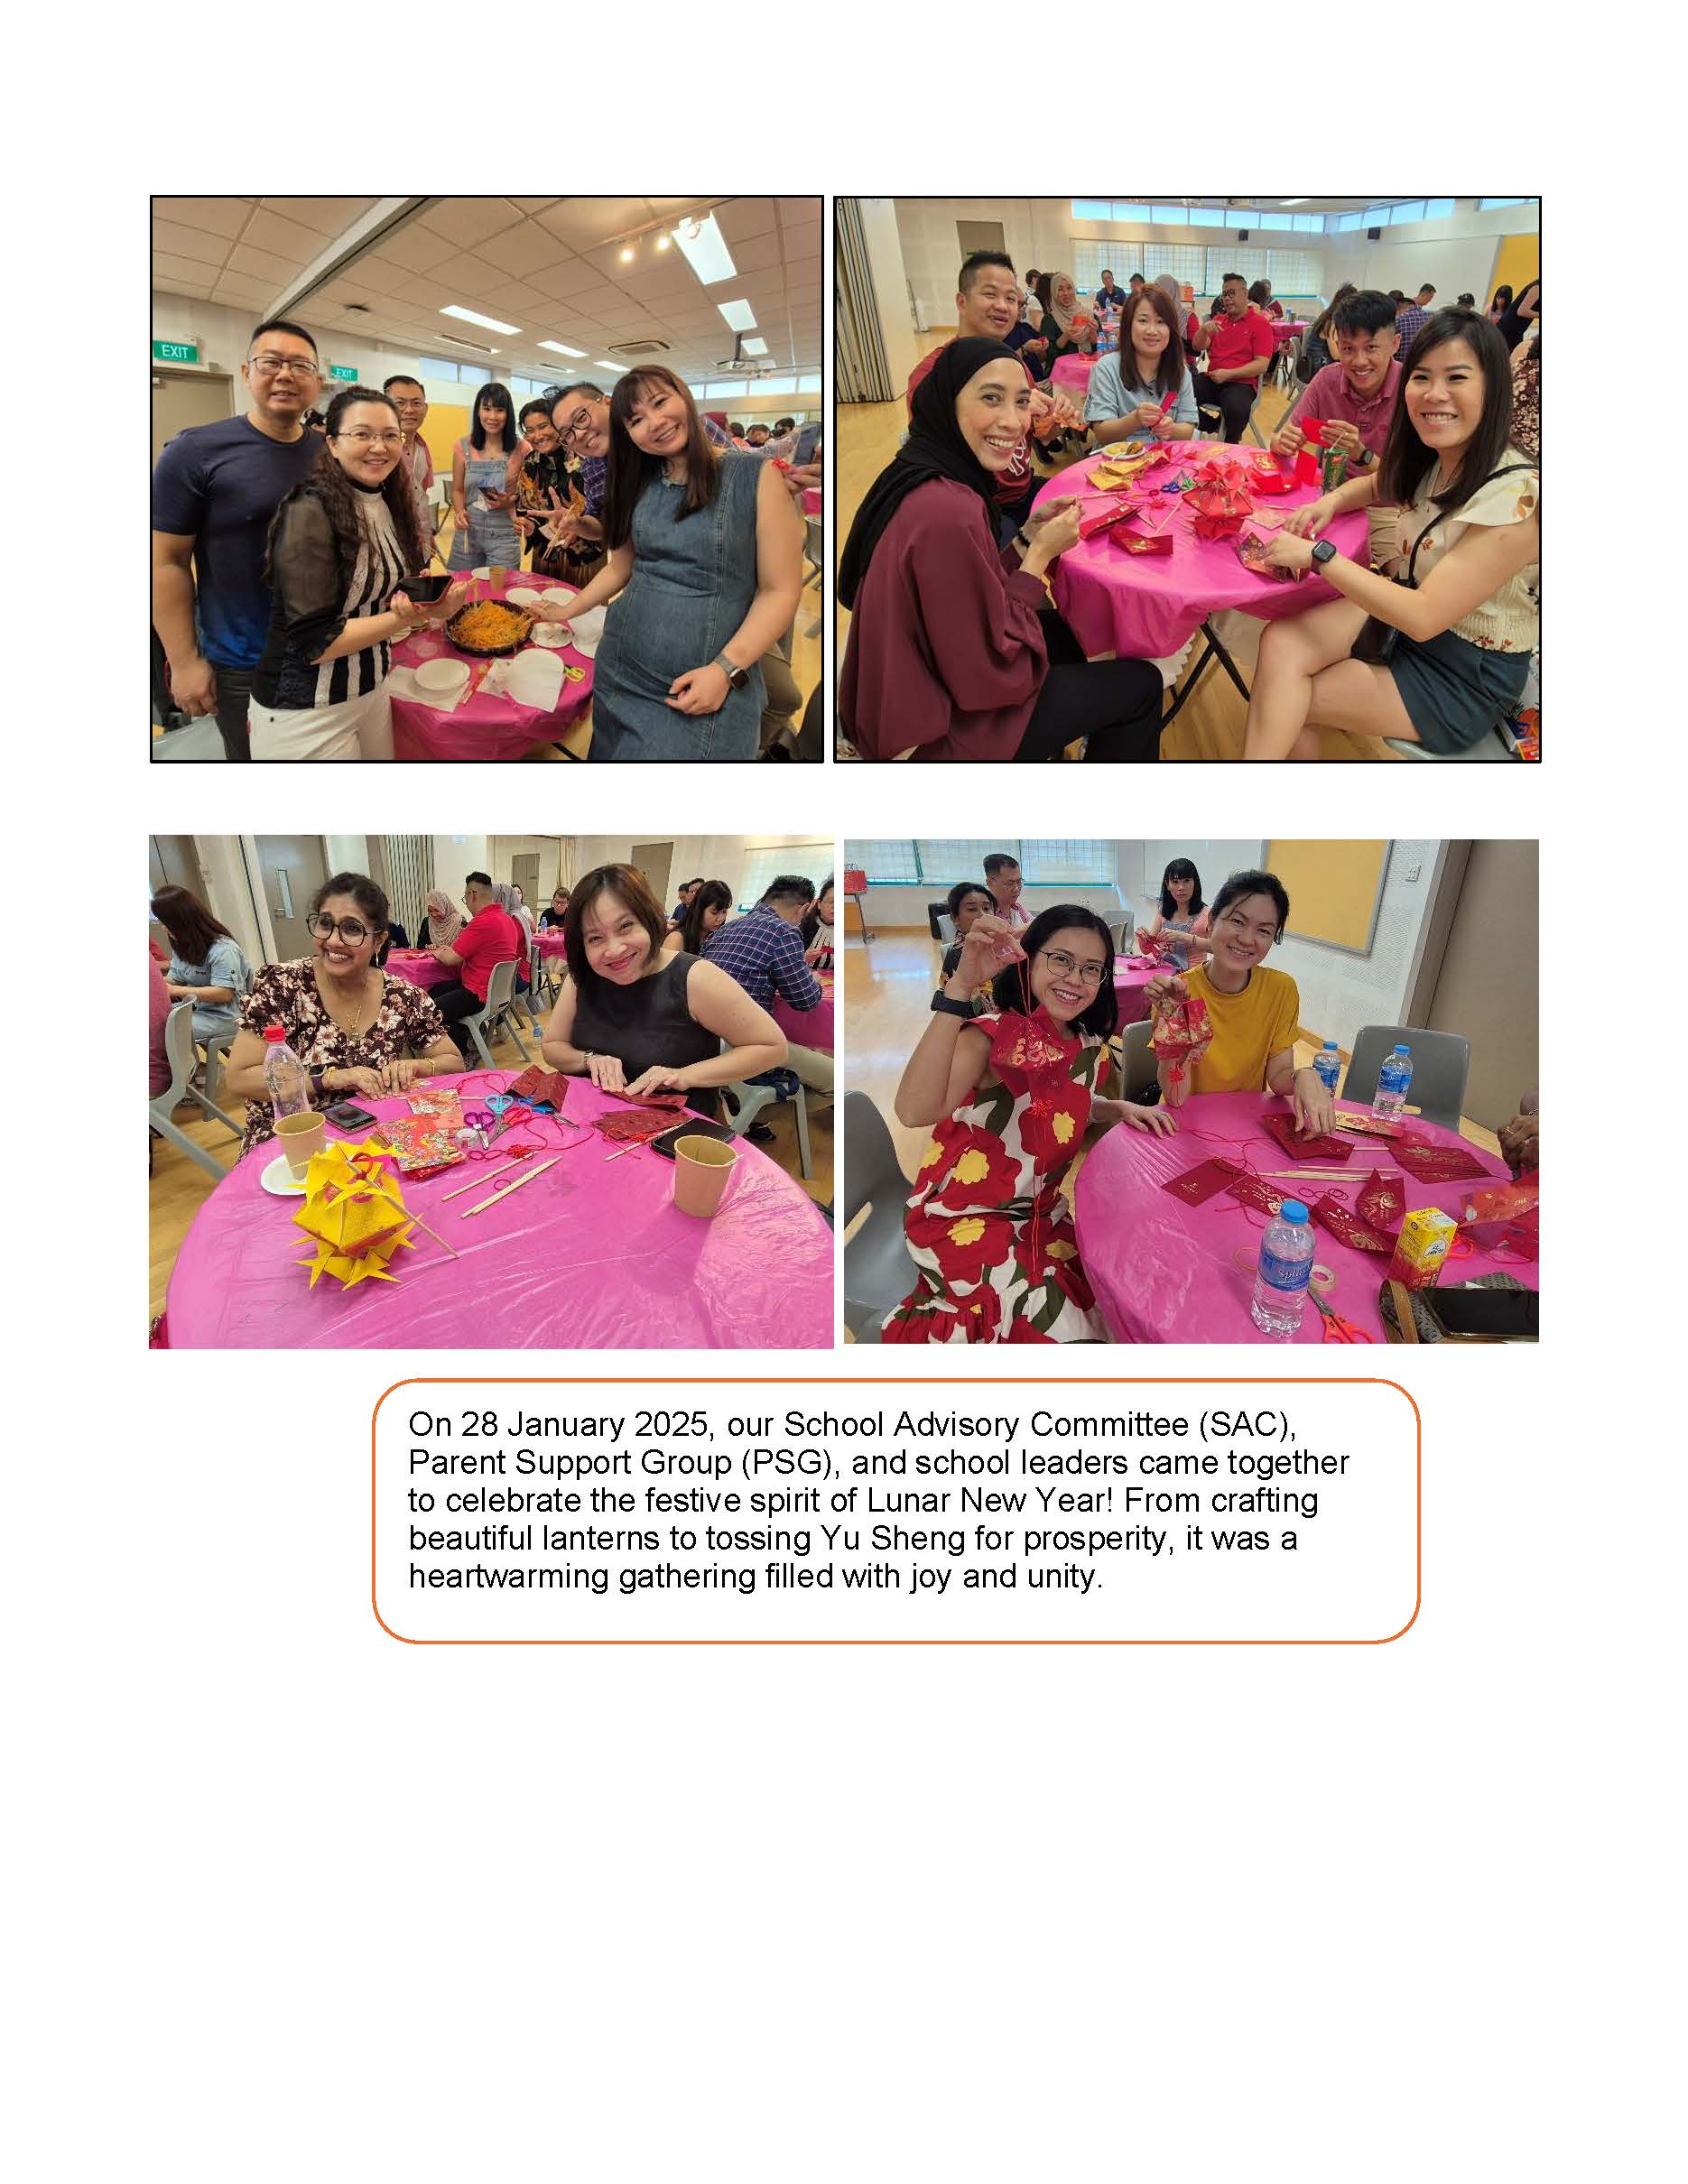 EXIT
EXIT
On 28 January 2025, our School Advisory Committee (SAC),
Parent Support Group (PSG), and school leaders came together
to celebrate the festive spirit of Lunar New Year! From crafting
beautiful lanterns to tossing Yu Sheng for prosperity, it was a
heartwarming gathering filled with joy and unity.